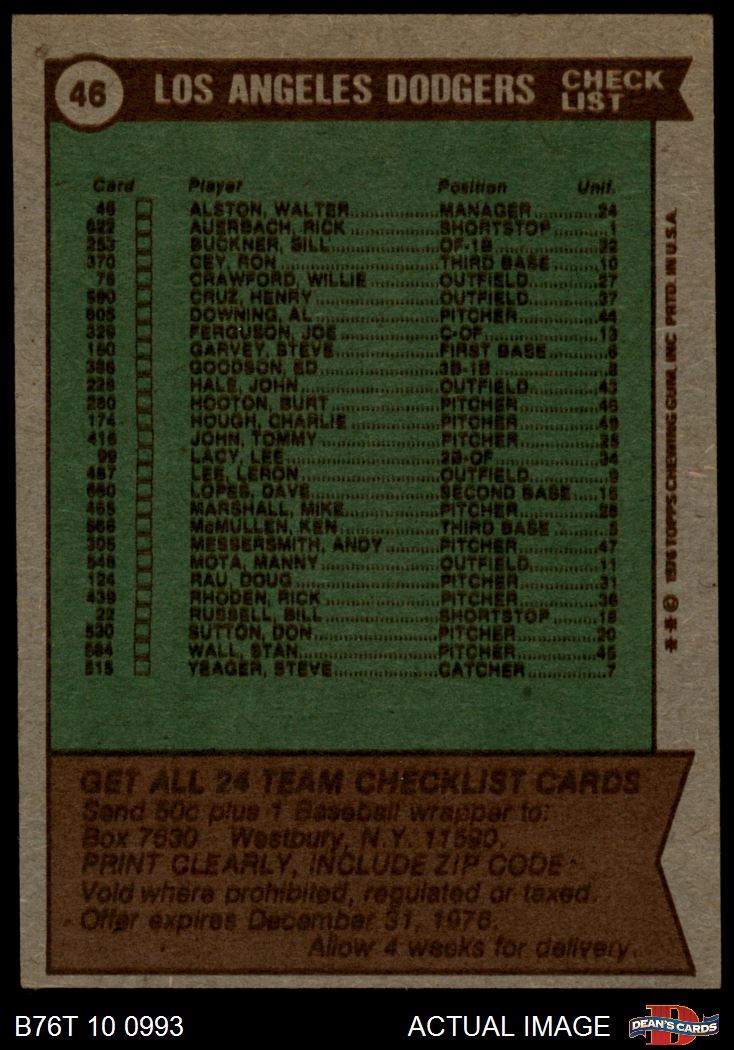 46 LOS ANGELES DODGERS CHECK LIST
Card Player Position Unif.
46 ALSTON, WALTER MANAGER 24
622 AUERBACH, RICK SHORTSTOP 1
253 BUCKNER, BILL OF-1B 22
370 CEY, RON THIRD BASE 10
76 CRAWFORD, WILLIE OUTFIELD 27
590 CRUZ, HENRY OUTFIELD 37
605 DOWNING, AL PITCHER 44
329 FERGUSON, JOE C-OF 13
150 GARVEY, STEVE FIRST BASE 6
386 GOODSON, ED 3B-1B 8
228 HALE, JOHN OUTFIELD 43
280 HOOTON, BURT PITCHER 46
174 HOUGH, CHARLIE PITCHER 49
416 JOHN, TOMMY PITCHER 25
99 LACY, LEE 2B-OF 34
487 LEE, LERON OUTFIELD 9
660 LOPES, DAVE SECOND BASE 15
465 MARSHALL, MIKE PITCHER 28
566 McMULLEN, KEN THIRD BASE 5
305 MESSERSMITH, ANDY PITCHER 47
548 MOTA, MANNY OUTFIELD 11
124 RAU, DOUG PITCHER 31
439 RHODEN, RICK PITCHER 36
22 RUSSELL, BILL SHORTSTOP 18
530 SUTTON, DON PITCHER 20
584 WALL, STAN PITCHER 45
515 YEAGER, STEVE CATCHER 7
**© 1976 TOPPS CHEWING GUM, INC. PRTD. IN U.S.A.
GET ALL 24 TEAM CHECKLIST CARDS
Send 50c plus 1 Baseball wrapper to:
Box 7630 Westbury, N.Y. 11590.
PRINT CLEARLY, INCLUDE ZIP CODE
Void where prohibited, regulated or taxed.
Offer expires December 31, 1976.
Allow 4 weeks for delivery.
B76T 10 0993 ACTUAL IMAGE DEAN'S CARDS